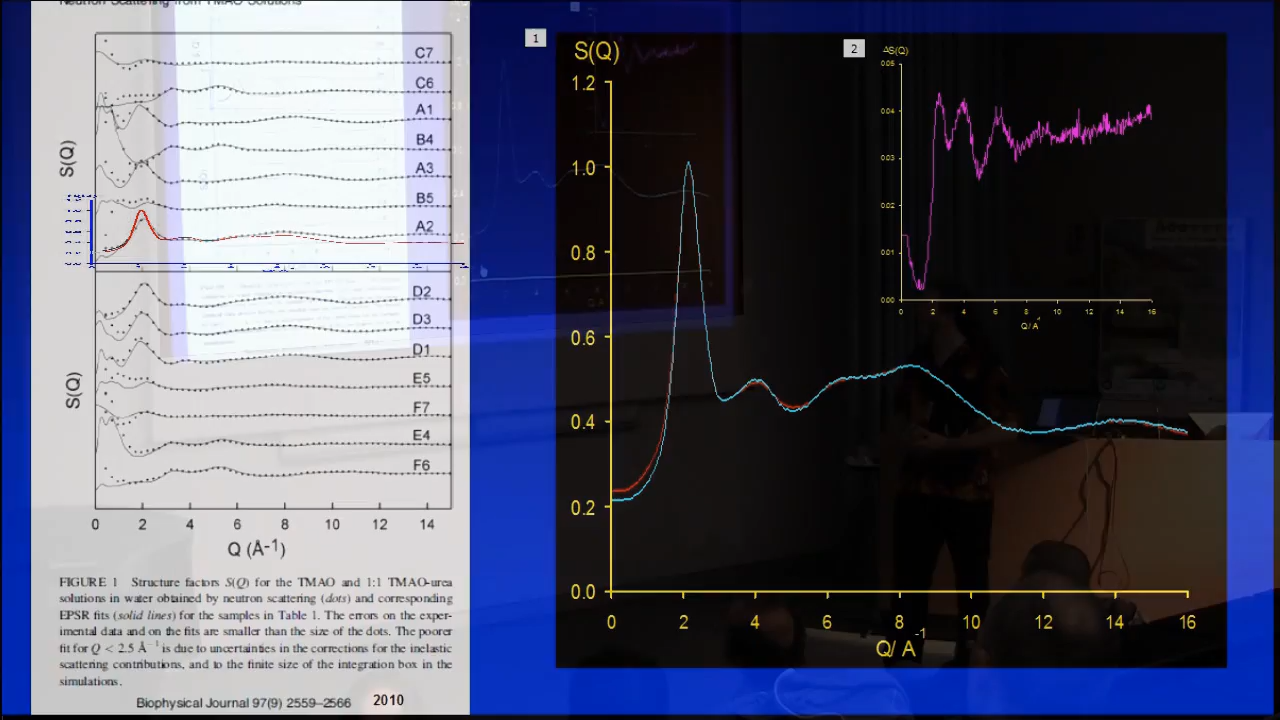 Neutron Scattering from TMAO Solutions
S(Q)
C7
C6
A1
B4
A3
B5
A2
S(Q)
D2
D3
D1
E5
F7
E4
F6
0 2 4 6 8 10 12 14
Q (Å-1)
FIGURE 1 Structure factors S(Q) for the TMAO and 1:1 TMAO-urea
solutions in water obtained by neutron scattering (dots) and corresponding
EPSR fits (solid lines) for the samples in Table 1. The errors on the exper-
imental data and on the fits are smaller than the size of the dots. The poorer
fit for Q < 2.5 Å⁻¹ is due to uncertainties in the corrections for the inelastic
scattering contributions, and to the finite size of the integration box in the
simulations.
Biophysical Journal 97(9) 2559–2566 2010
1
S(Q)
1.2
1.0
0.8
0.6
0.4
0.2
0.0
0 2 4 6 8 10 12 14 16
Q/ A-1
2
ΔS(Q)
0.05
0.04
0.03
0.02
0.01
0.00
0 2 4 6 8 10 12 14 16
Q/ A-1